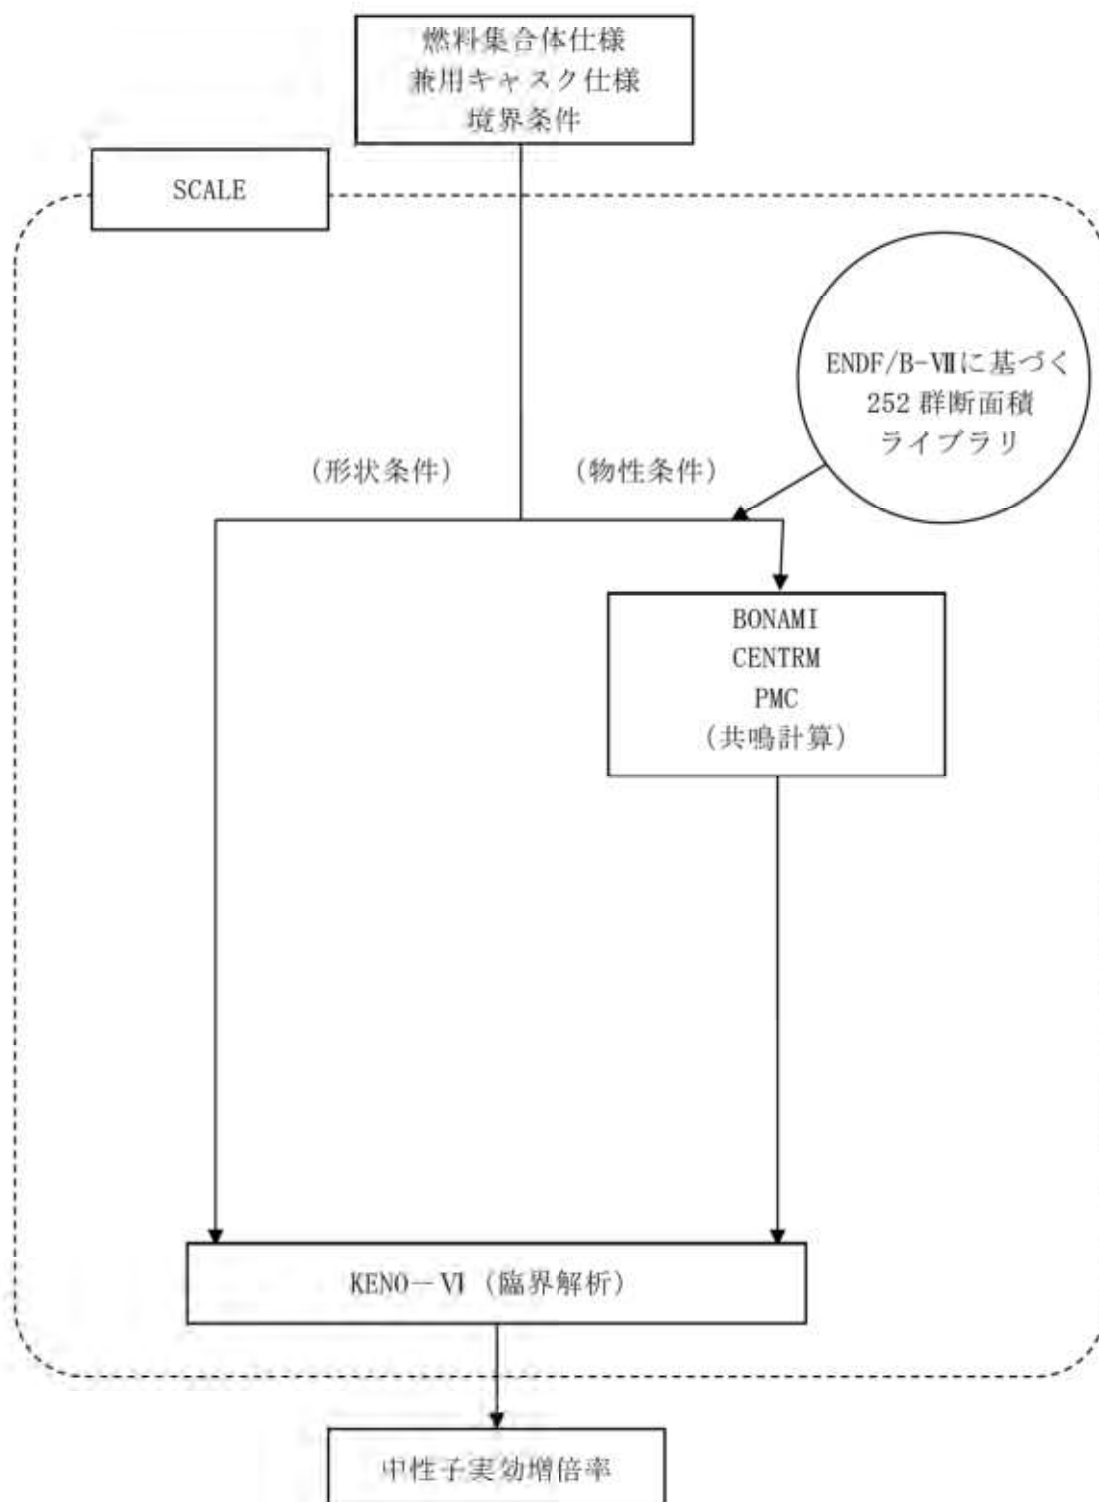 燃料集合体仕様
兼用キャスク仕様
境界条件
SCALE
ENDF/B-Ⅶに基づく
252 群断面積
ライブラリ
（形状条件）
（物性条件）
BONAMI
CENTRM
PMC
（共鳴計算）
KENO－Ⅵ（臨界解析）
中性子実効増倍率